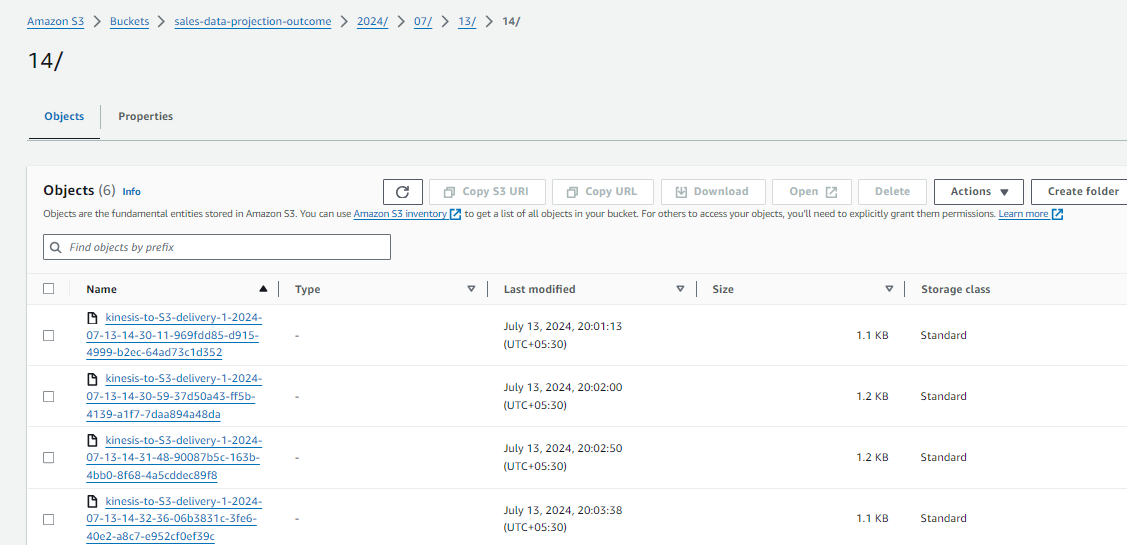 Amazon S3 > Buckets > sales-data-projection-outcome > 2024/ > 07/ > 13/ > 14/
14/
Objects Properties
Objects (6) Info
Copy S3 URI Copy URL Download Open Delete Actions Create folder
Objects are the fundamental entities stored in Amazon S3. You can use Amazon S3 inventory to get a list of all objects in your bucket. For others to access your objects, you'll need to explicitly grant them permissions. Learn more
Find objects by prefix
Name Type Last modified Size Storage class
kinesis-to-S3-delivery-1-2024-
07-13-14-30-11-969fdd85-d915-
4999-b2ec-64ad73c1d352
-
July 13, 2024, 20:01:13
(UTC+05:30)
1.1 KB
Standard
kinesis-to-S3-delivery-1-2024-
07-13-14-30-59-37d50a43-ff5b-
4139-a1f7-7daa894a48da
-
July 13, 2024, 20:02:00
(UTC+05:30)
1.2 KB
Standard
kinesis-to-S3-delivery-1-2024-
07-13-14-31-48-90087b5c-163b-
4bb0-8f68-4a5cddec89f8
-
July 13, 2024, 20:02:50
(UTC+05:30)
1.2 KB
Standard
kinesis-to-S3-delivery-1-2024-
07-13-14-32-36-06b3831c-3fe6-
40e2-a8c7-e952cf0ef39c
-
July 13, 2024, 20:03:38
(UTC+05:30)
1.1 KB
Standard